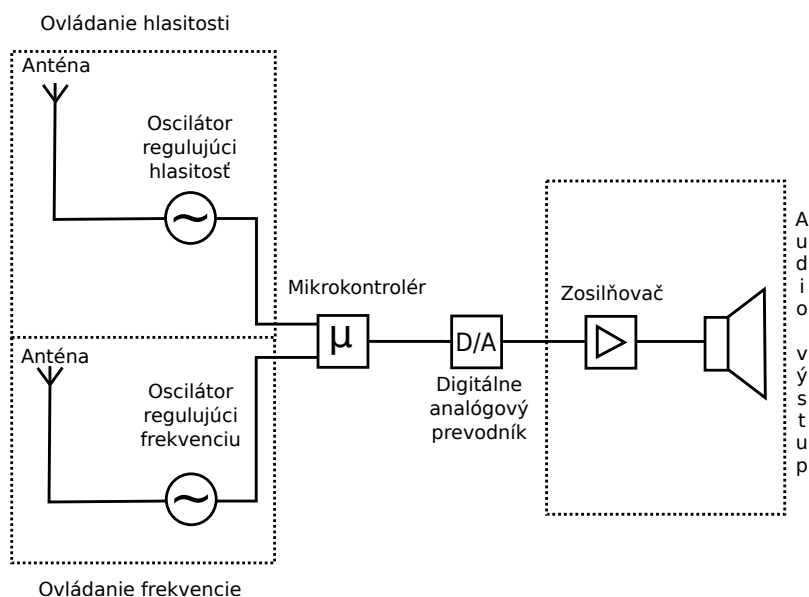 Ovládanie hlasitosti
Anténa
Oscilátor
regulujúci
hlasitosť
~
Mikrokontrolér
μ
D/A
Digitálne
analógový
prevodník
Zosilňovač
Audio výstup
Anténa
Oscilátor
regulujúci
frekvenciu
~
Ovládanie frekvencie